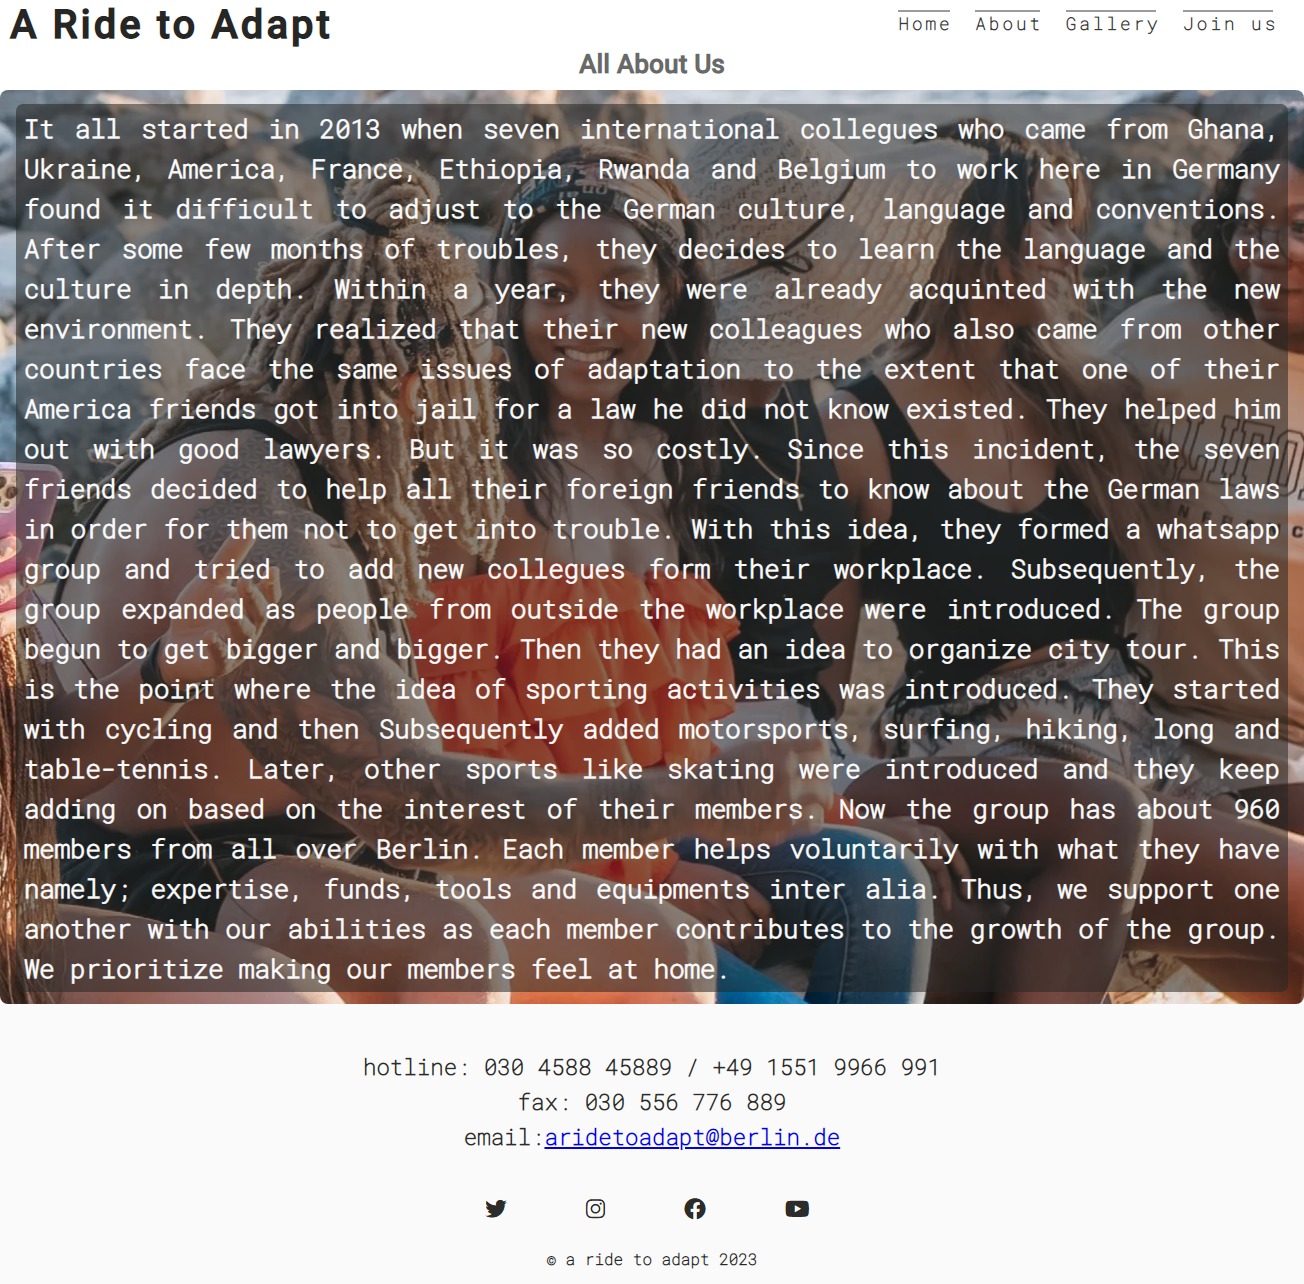 A Ride to Adapt
Home About Gallery Join us
All About Us
It all started in 2013 when seven international collegues who came from Ghana,
Ukraine, America, France, Ethiopia, Rwanda and Belgium to work here in Germany
found it difficult to adjust to the German culture, language and conventions.
After some few months of troubles, they decides to learn the language and the
culture in depth. Within a year, they were already acquinted with the new
environment. They realized that their new colleagues who also came from other
countries face the same issues of adaptation to the extent that one of their
America friends got into jail for a law he did not know existed. They helped him
out with good lawyers. But it was so costly. Since this incident, the seven
friends decided to help all their foreign friends to know about the German laws
in order for them not to get into trouble. With this idea, they formed a whatsapp
group and tried to add new collegues form their workplace. Subsequently, the
group expanded as people from outside the workplace were introduced. The group
begun to get bigger and bigger. Then they had an idea to organize city tour. This
is the point where the idea of sporting activities was introduced. They started
with cycling and then Subsequently added motorsports, surfing, hiking, long and
table-tennis. Later, other sports like skating were introduced and they keep
adding on based on the interest of their members. Now the group has about 960
members from all over Berlin. Each member helps voluntarily with what they have
namely; expertise, funds, tools and equipments inter alia. Thus, we support one
another with our abilities as each member contributes to the growth of the group.
We prioritize making our members feel at home.
hotline: 030 4588 45889 / +49 1551 9966 991
fax: 030 556 776 889
email:aridetoadapt@berlin.de
© a ride to adapt 2023